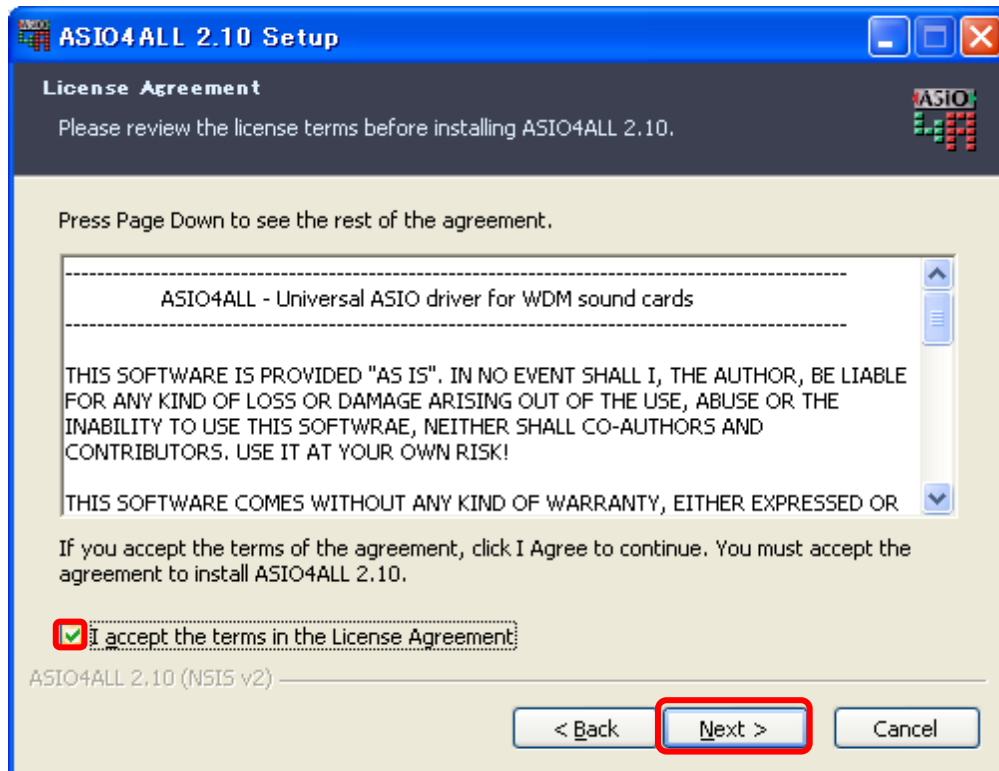 ASIO4ALL 2.10 Setup
License Agreement
ASIO
Please review the license terms before installing ASIO4ALL 2.10.
Press Page Down to see the rest of the agreement.
--------------------------------------------------------------------------------------------------
ASIO4ALL - Universal ASIO driver for WDM sound cards
--------------------------------------------------------------------------------------------------
THIS SOFTWARE IS PROVIDED "AS IS". IN NO EVENT SHALL I, THE AUTHOR, BE LIABLE
FOR ANY KIND OF LOSS OR DAMAGE ARISING OUT OF THE USE, ABUSE OR THE
INABILITY TO USE THIS SOFTWRAE, NEITHER SHALL CO-AUTHORS AND
CONTRIBUTORS. USE IT AT YOUR OWN RISK!
THIS SOFTWARE COMES WITHOUT ANY KIND OF WARRANTY, EITHER EXPRESSED OR
If you accept the terms of the agreement, click I Agree to continue. You must accept the
agreement to install ASIO4ALL 2.10.
I accept the terms in the License Agreement
ASIO4ALL 2.10 (NSIS v2)
< Back Next > Cancel